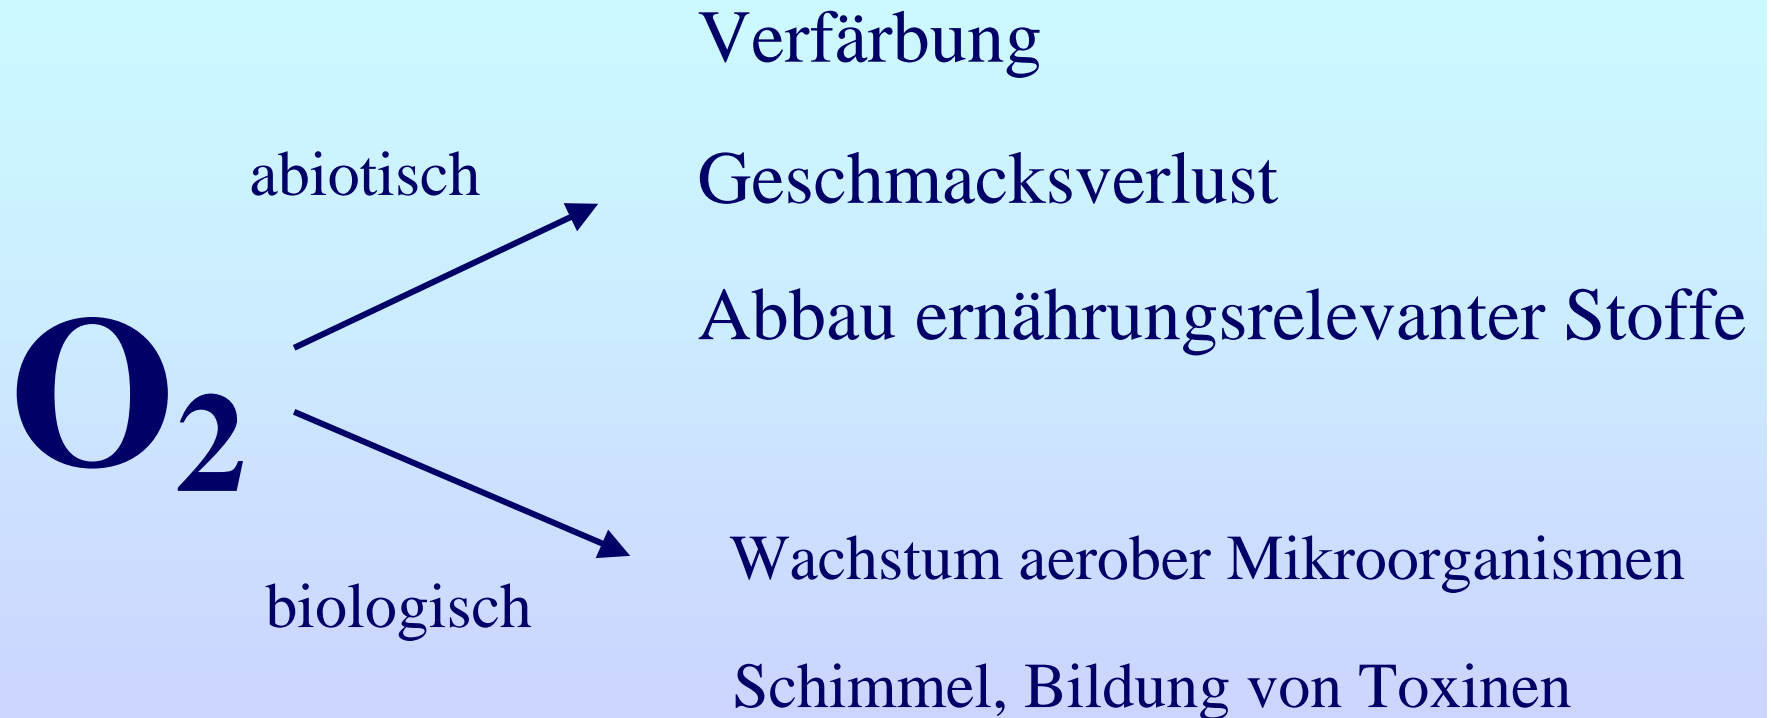 Verfärbung
abiotisch
Geschmacksverlust
Abbau ernährungsrelevanter Stoffe
O₂
Wachstum aerober Mikroorganismen
biologisch
Schimmel, Bildung von Toxinen